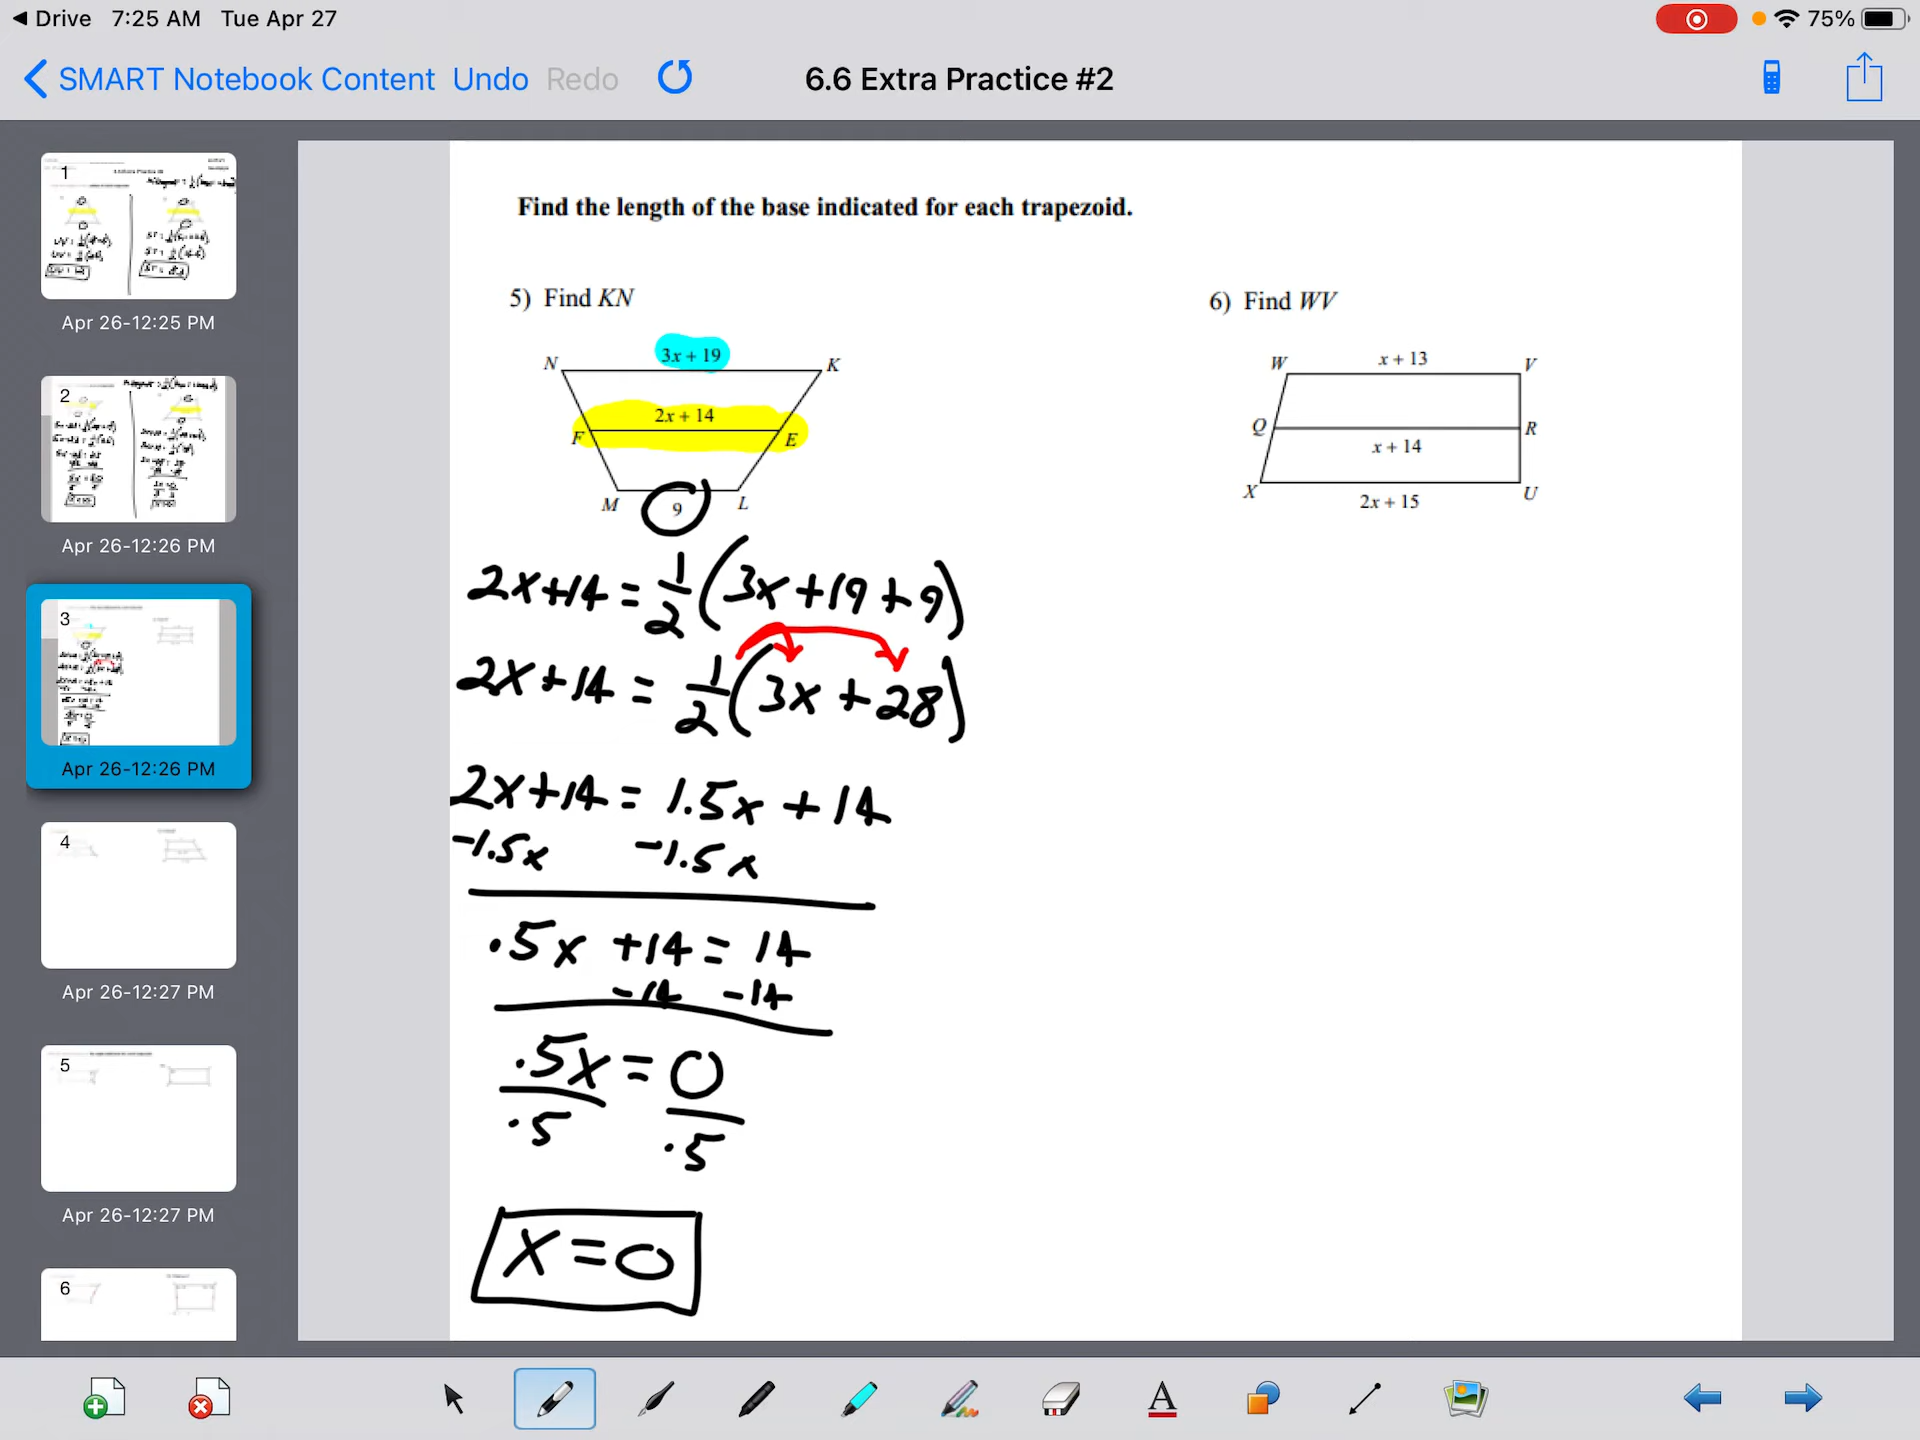 Drive 7:25 AM Tue Apr 27
75%
SMART Notebook Content Undo Redo
6.6 Extra Practice #2
1
Apr 26-12:25 PM
2
Apr 26-12:26 PM
3
Apr 26-12:26 PM
4
Apr 26-12:27 PM
5
Apr 26-12:27 PM
6
Find the length of the base indicated for each trapezoid.
5) Find KN
N
3x + 19
K
F
2x + 14
E
M
9
L
2x+14 = 1/2 (3x+19+9)
2x+14 = 1/2 (3x+28)
2x+14 = 1.5x + 14
-1.5x -1.5x
.5x +14 = 14
-14 -14
.5x = 0
.5 .5
x=0
6) Find WV
W
x + 13
V
Q
R
x + 14
X
2x + 15
U
A